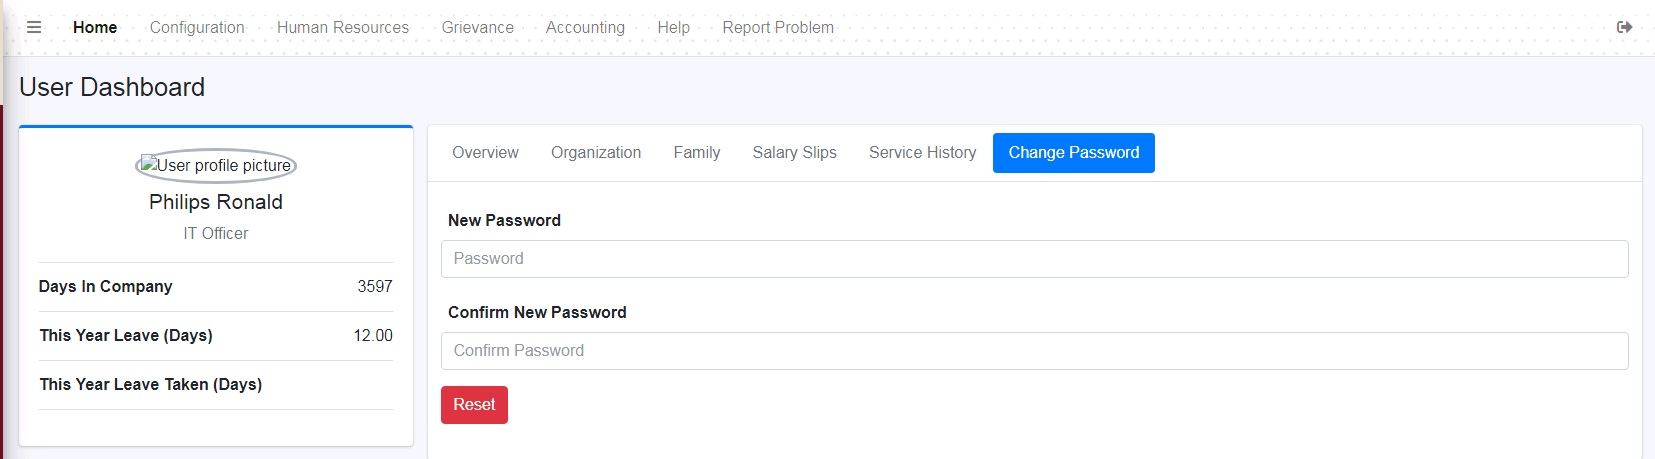 Home Configuration Human Resources Grievance Accounting Help Report Problem
User Dashboard
User profile picture
Philips Ronald
IT Officer
Days In Company 3597
This Year Leave (Days) 12.00
This Year Leave Taken (Days)
Overview Organization Family Salary Slips Service History Change Password
New Password
Password
Confirm New Password
Confirm Password
Reset